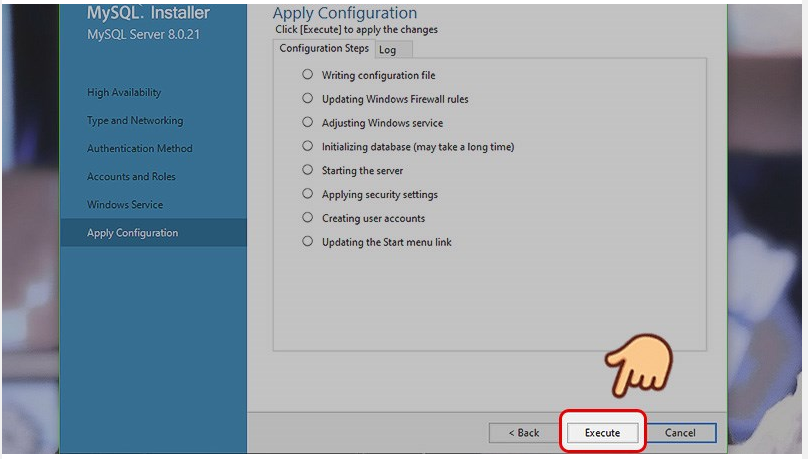 MySQL. Installer
MySQL Server 8.0.21
High Availability
Type and Networking
Authentication Method
Accounts and Roles
Windows Service
Apply Configuration
Apply Configuration
Click [Execute] to apply the changes
Configuration Steps Log
Writing configuration file
Updating Windows Firewall rules
Adjusting Windows service
Initializing database (may take a long time)
Starting the server
Applying security settings
Creating user accounts
Updating the Start menu link
< Back Execute Cancel